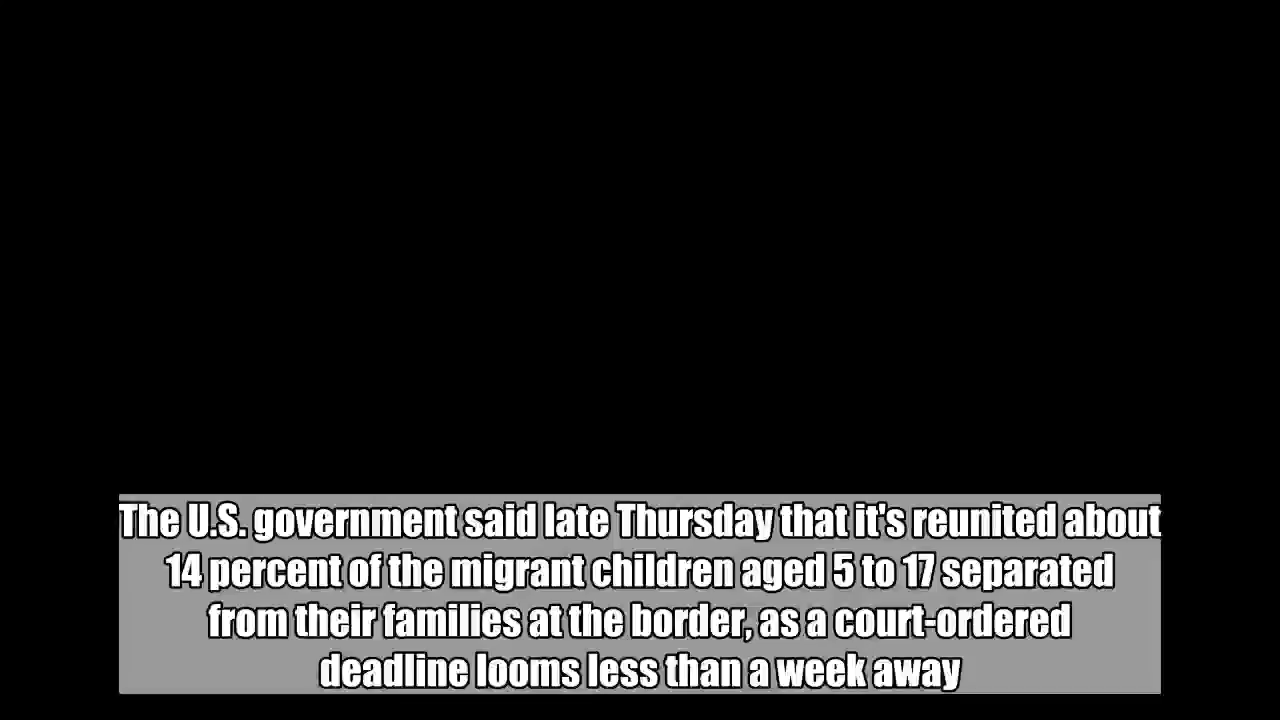 The U.S. government said late Thursday that it's reunited about
14 percent of the migrant children aged 5 to 17 separated
from their families at the border, as a court-ordered
deadline looms less than a week away